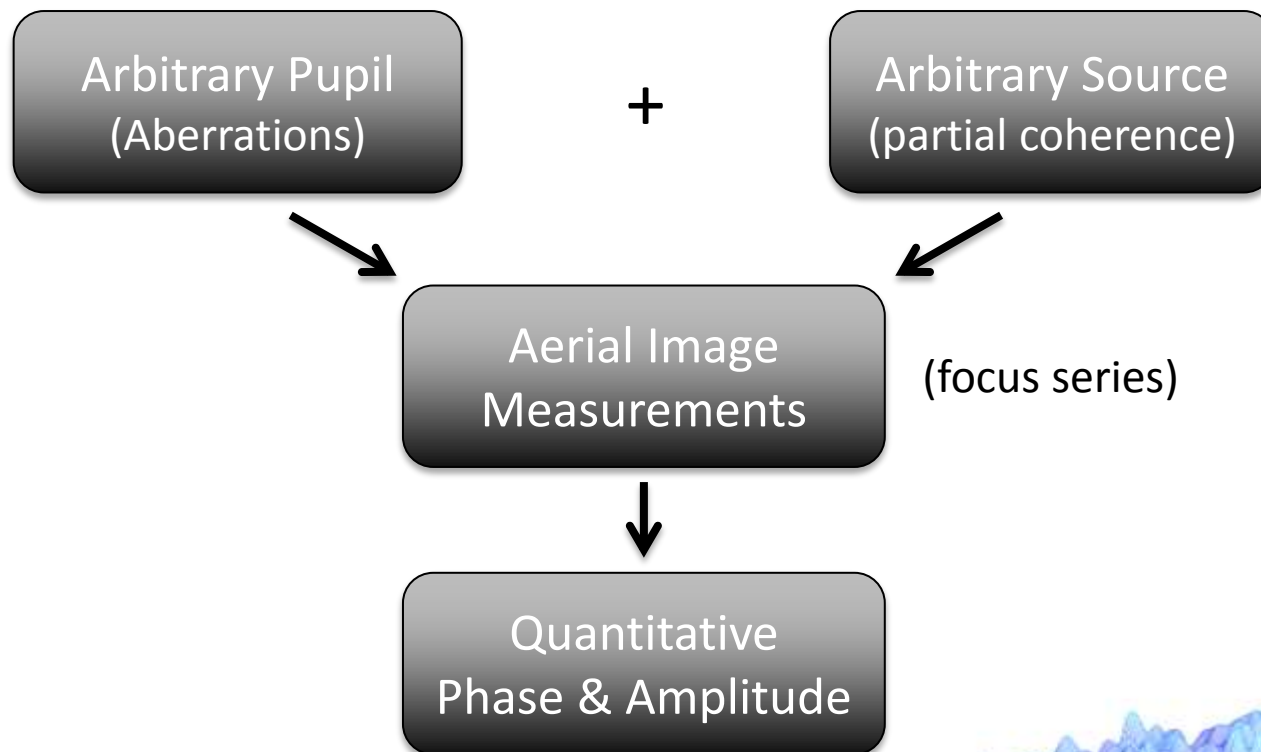 Arbitrary Pupil
(Aberrations)
+
Arbitrary Source
(partial coherence)
Aerial Image
Measurements
(focus series)
Quantitative
Phase & Amplitude